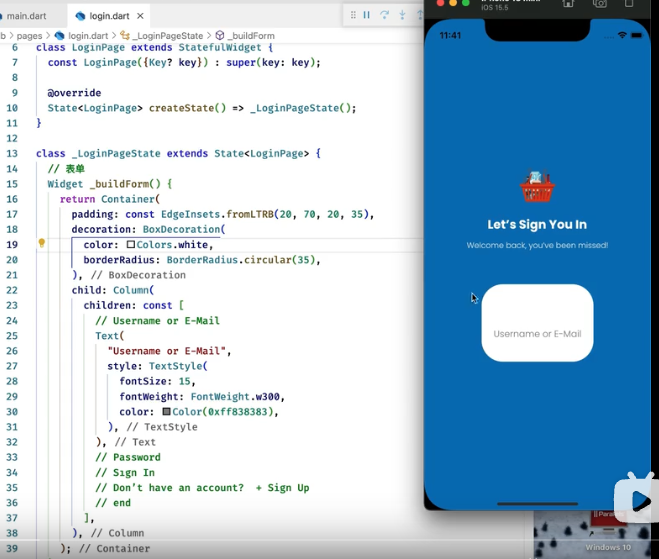 main.dart
login.dart ×
b > pages > login.dart > _LoginPageState > _buildForm
6 class LoginPage extends StatefulWidget {
7 const LoginPage({Key? key}) : super(key: key);
8
9 @override
10 State<LoginPage> createState() => _LoginPageState();
11 }
12
13 class _LoginPageState extends State<LoginPage> {
14 // 表单
15 Widget _buildForm() {
16 return Container(
17 padding: const EdgeInsets.fromLTRB(20, 70, 20, 35),
18 decoration: BoxDecoration(
19 color: Colors.white,
20 borderRadius: BorderRadius.circular(35),
21 ), // BoxDecoration
22 child: Column(
23 children: const [
24 // Username or E-Mail
25 Text(
26 "Username or E-Mail",
27 style: TextStyle(
28 fontSize: 15,
29 fontWeight: FontWeight.w300,
30 color: Color(0xff838383),
31 ), // TextStyle
32 ), // Text
33 // Password
34 // Sign In
35 // Don’t have an account? + Sign Up
36 // end
37 ],
38 ), // Column
39 ); // Container
iOS 15.5
11:41
Let’s Sign You In
Welcome back, you’ve been missed!
Username or E-Mail
Windows 10